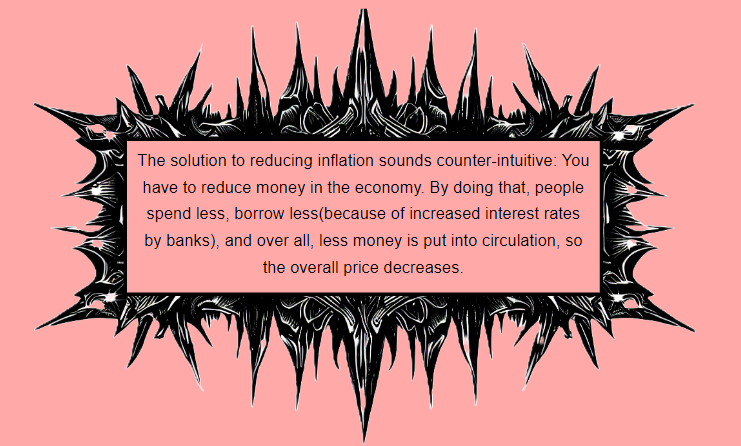 The solution to reducing inflation sounds counter-intuitive: You
have to reduce money in the economy. By doing that, people
spend less, borrow less(because of increased interest rates
by banks), and over all, less money is put into circulation, so
the overall price decreases.